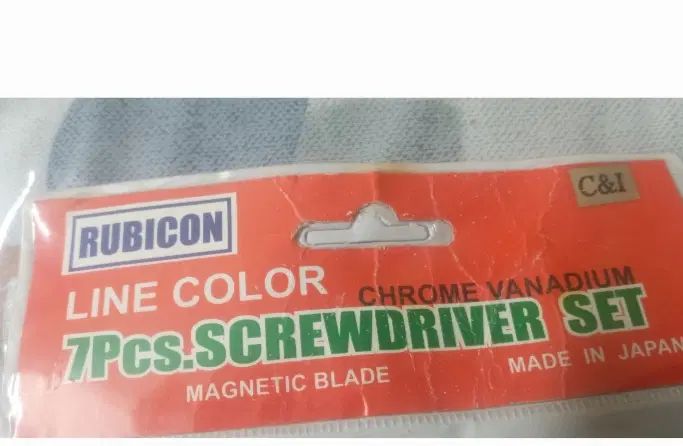 C&I
RUBICON
LINE COLOR
CHROME VANADIUM
7Pcs.SCREWDRIVER SET
MAGNETIC BLADE
MADE IN JAPAN